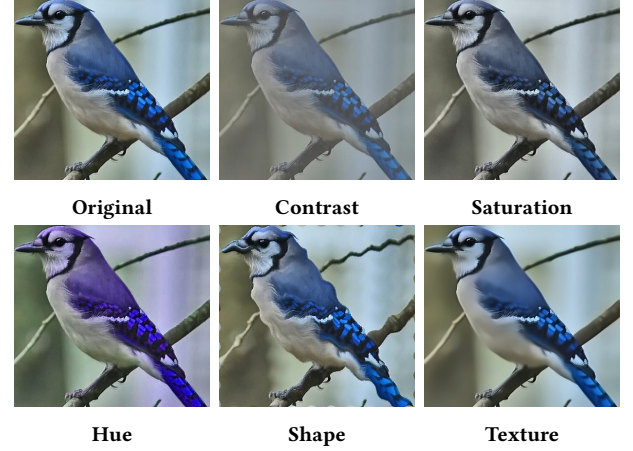 Original
Contrast
Saturation
Hue
Shape
Texture